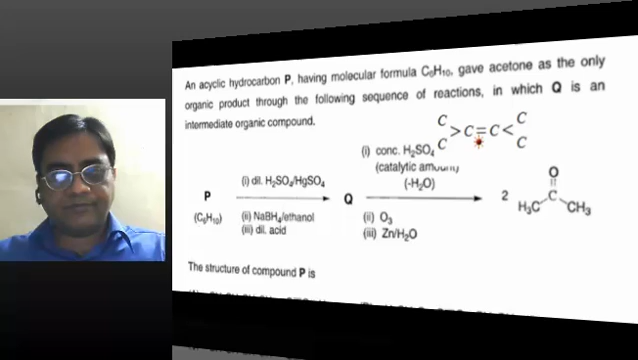 An acyclic hydrocarbon P, having molecular formula C₆H₁₀, gave acetone as the only
organic product through the following sequence of reactions, in which Q is an
intermediate organic compound.
C
C
>C=C<
C
C
(i) conc. H₂SO₄
(catalytic amount)
(-H₂O)
(i) dil. H₂SO₄/HgSO₄
P
(C₆H₁₀)
(ii) NaBH₄/ethanol
(iii) dil. acid
Q
(ii) O₃
(iii) Zn/H₂O
2
O
C
H₃C
CH₃
The structure of compound P is